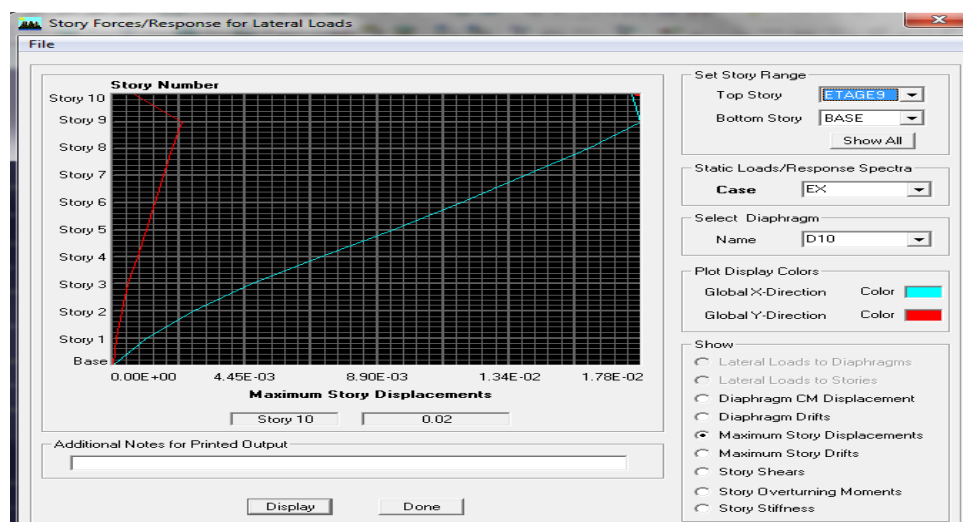 Story Forces/Response for Lateral Loads
File
Story Number
Story 10
Story 9
Story 8
Story 7
Story 6
Story 5
Story 4
Story 3
Story 2
Story 1
Base
0.00E+00 4.45E-03 8.90E-03 1.34E-02 1.78E-02
Maximum Story Displacements
Story 10 0.02
Additional Notes for Printed Output
Display Done
Set Story Range
Top Story ETAGE9
Bottom Story BASE
Show All
Static Loads/Response Spectra
Case EX
Select Diaphragm
Name D10
Plot Display Colors
Global X-Direction Color
Global Y-Direction Color
Show
Lateral Loads to Diaphragms
Lateral Loads to Stories
Diaphragm CM Displacement
Diaphragm Drifts
Maximum Story Displacements
Maximum Story Drifts
Story Shears
Story Overturning Moments
Story Stiffness